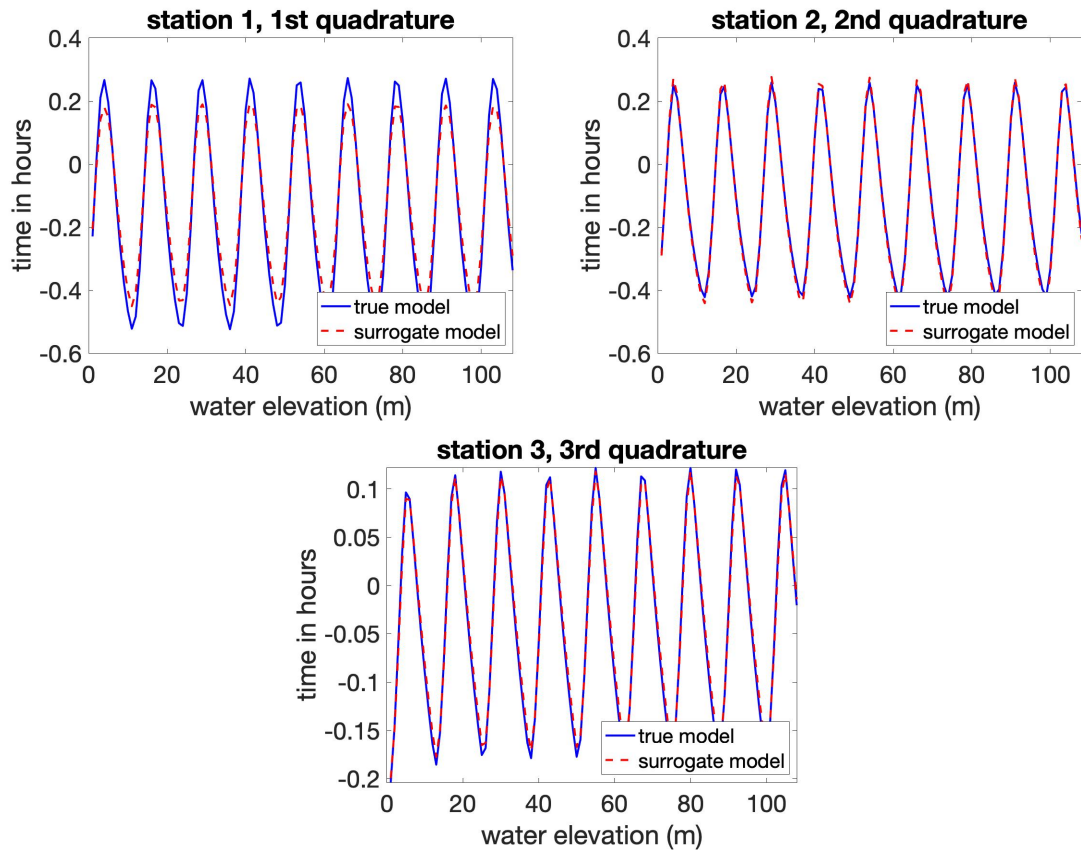 station 1, 1st quadrature
0.4
0.2
0
-0.2
-0.4
-0.6
time in hours
true model
surrogate model
0 20 40 60 80 100
water elevation (m)
station 2, 2nd quadrature
0.4
0.2
0
-0.2
-0.4
-0.6
time in hours
true model
surrogate model
0 20 40 60 80 100
water elevation (m)
station 3, 3rd quadrature
0.1
0.05
0
-0.05
-0.1
-0.15
-0.2
time in hours
true model
surrogate model
0 20 40 60 80 100
water elevation (m)